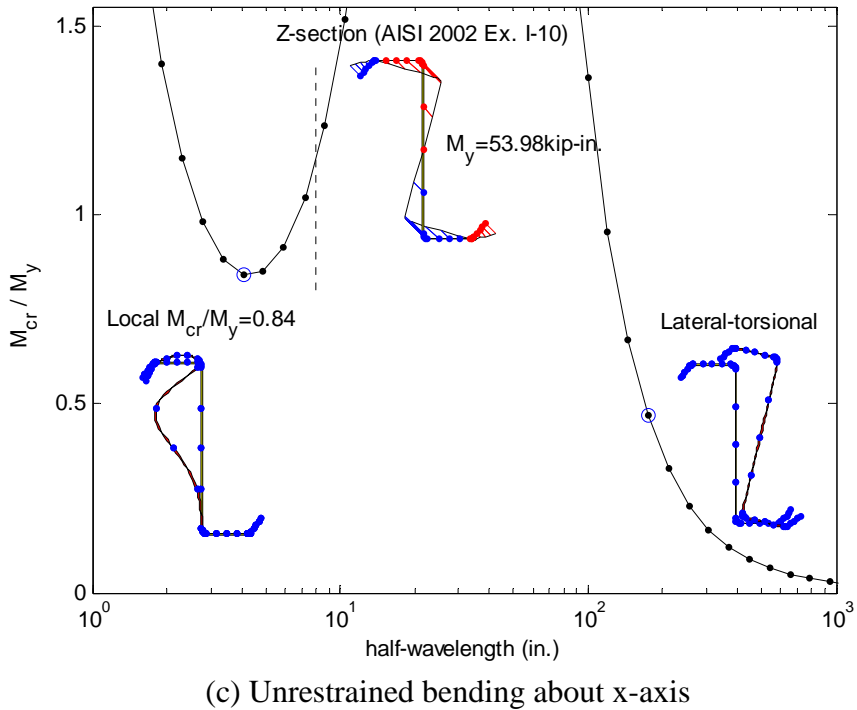 1.5
Z-section (AISI 2002 Ex. I-10)
M_y=53.98kip-in.
1
M_cr / M_y
Local M_cr/M_y=0.84
Lateral-torsional
0.5
0
10^0 10^1 10^2 10^3
half-wavelength (in.)
(c) Unrestrained bending about x-axis